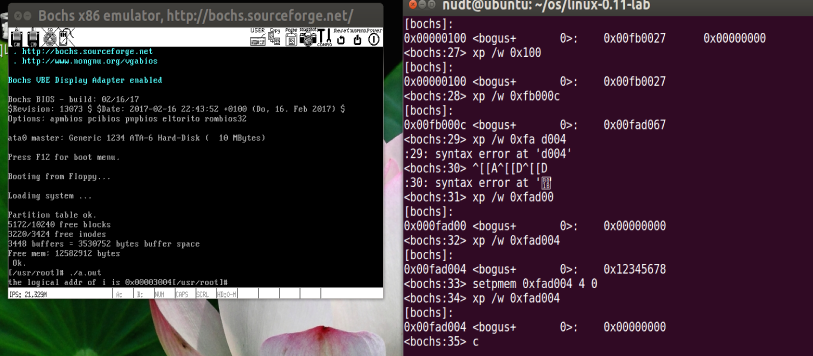 Bochs x86 emulator, http://bochs.sourceforge.net/
USER
Copy
Paste
CONFIG
. http://bochs.sourceforge.net
. http://www.nongnu.org/vgabios
Bochs VBE Display Adapter enabled
Bochs BIOS - build: 02/16/17
$Revision: 13073 $ $Date: 2017-02-16 22:43:52 +0100 (Do, 16. Feb 2017) $
Options: apmbios pcibios pnpbios eltorito rombios32
ata0 master: Generic 1234 ATA-6 Hard-Disk ( 10 MBytes)
Press F12 for boot menu.
Booting from Floppy...
Loading system ...
Partition table ok.
5172/10240 free blocks
3220/3424 free inodes
3448 buffers = 3530752 bytes buffer space
Free mem: 12582912 bytes
Ok.
[/usr/root]# ./a.out
the logical addr of i is 0x00003004[/usr/root]#
IPS: 21.329M
NUM CAPS SCRL HD:0-M
nudt@ubuntu: ~/os/linux-0.11-lab
[bochs]:
0x00000100 <bogus+ 0>: 0x00fb0027 0x00000000
<bochs:27> xp /w 0x100
[bochs]:
0x00000100 <bogus+ 0>: 0x00fb0027
<bochs:28> xp /w 0xfb000c
[bochs]:
0x00fb000c <bogus+ 0>: 0x00fad067
<bochs:29> xp /w 0xfa d004
:29: syntax error at 'd004'
<bochs:30> ^[[A^[[D^[[D
:30: syntax error at '
<bochs:31> xp /w 0xfad00
[bochs]:
0x000fad00 <bogus+ 0>: 0x00000000
<bochs:32> xp /w 0xfad004
[bochs]:
0x00fad004 <bogus+ 0>: 0x12345678
<bochs:33> setpmem 0xfad004 4 0
<bochs:34> xp /w 0xfad004
[bochs]:
0x00fad004 <bogus+ 0>: 0x00000000
<bochs:35> c